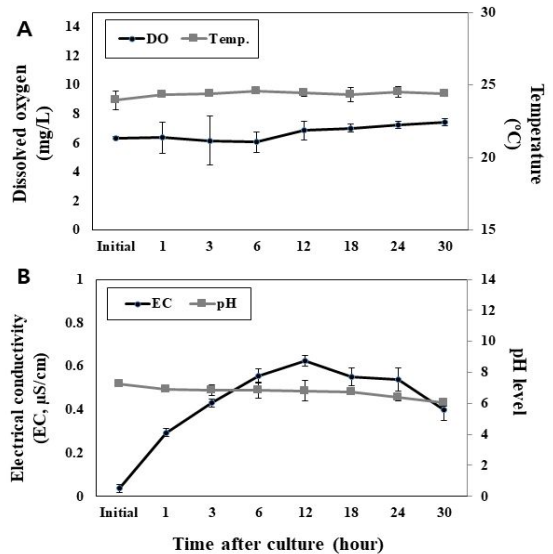 A
DO Temp.
Dissolved oxygen
(mg/L)
14
12
10
8
6
4
2
0
30
25
20
15
Temperature
(°C)
Initial 1 3 6 12 18 24 30
B
EC pH
Electrical conductivity
(EC, µS/cm)
1
0.8
0.6
0.4
0.2
0
14
12
10
8
6
4
2
0
pH level
Initial 1 3 6 12 18 24 30
Time after culture (hour)